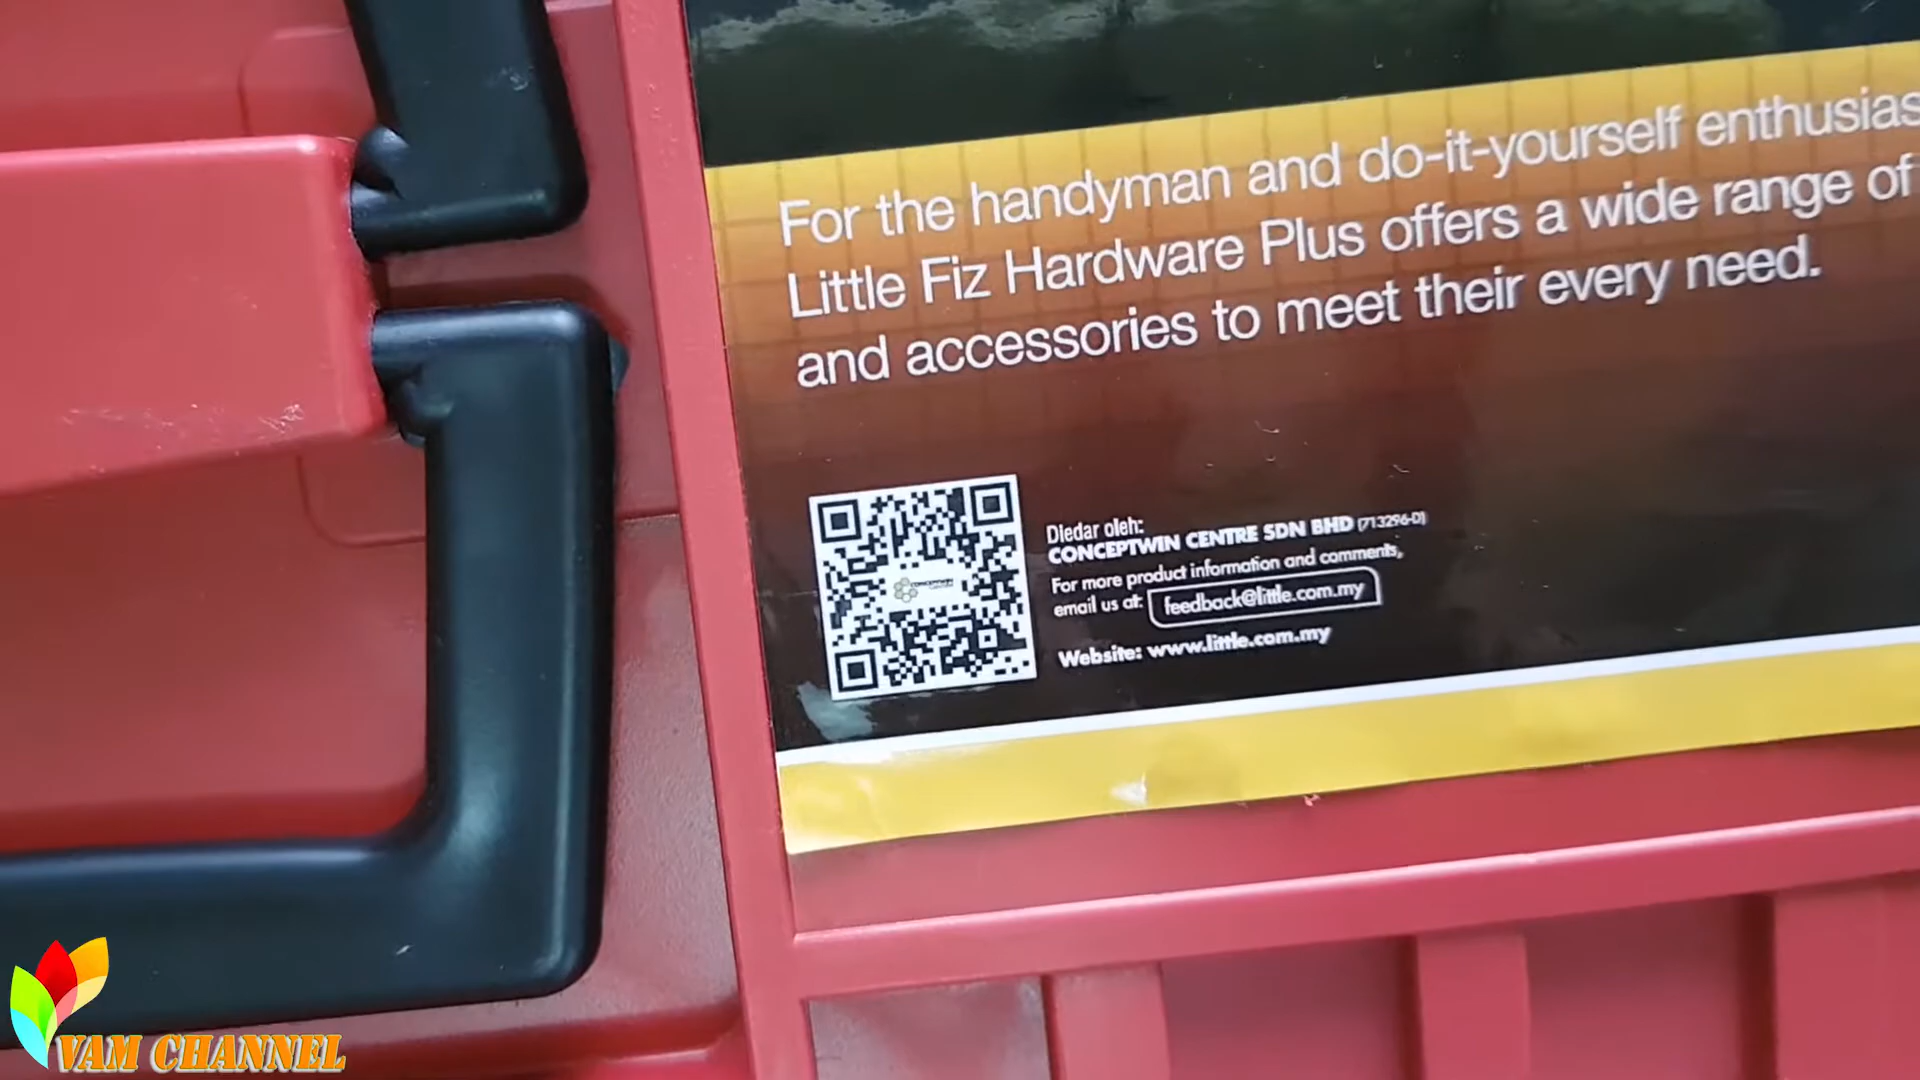 For the handyman and do-it-yourself enthusias
Little Fiz Hardware Plus offers a wide range of
and accessories to meet their every need.
Diedar oleh:
CONCEPTWIN CENTRE SDN BHD (713296-D)
For more product information and comments,
email us at: feedback@little.com.my
Website: www.little.com.my
VAM CHANNEL